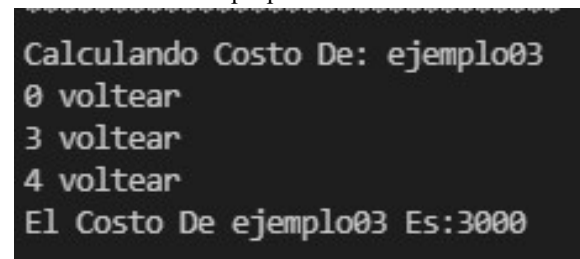 Calculando Costo De: ejemplo03
0 voltear
3 voltear
4 voltear
El Costo De ejemplo03 Es:3000